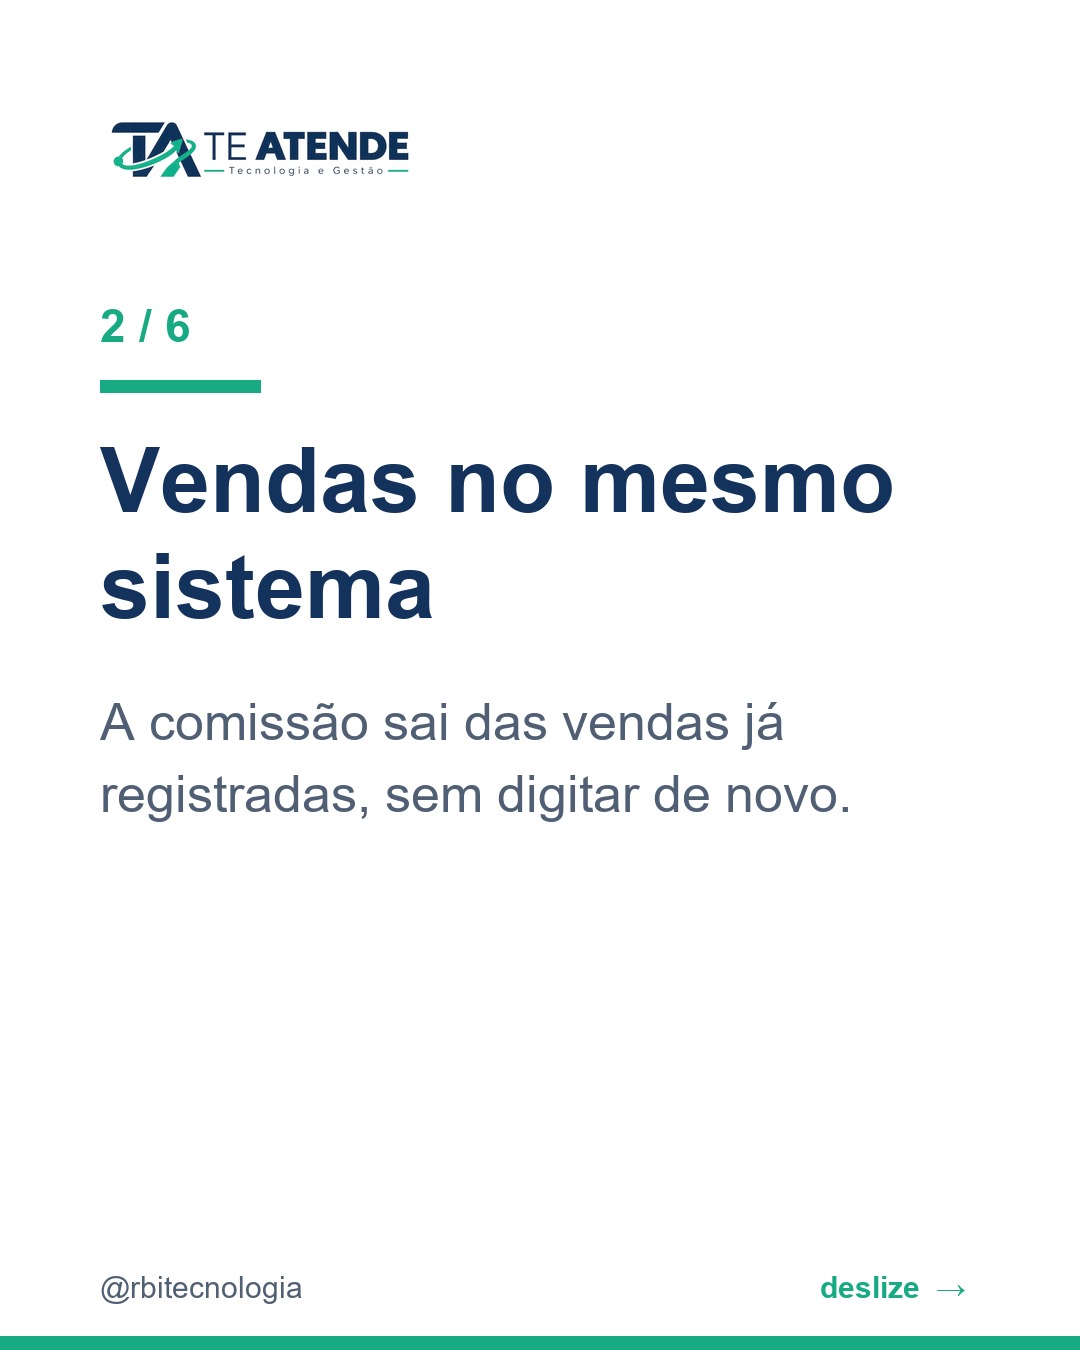 TA TE ATENDE
Tecnologia e Gestão
2 / 6
Vendas no mesmo
sistema
A comissão sai das vendas já
registradas, sem digitar de novo.
@rbitecnologia
deslize →